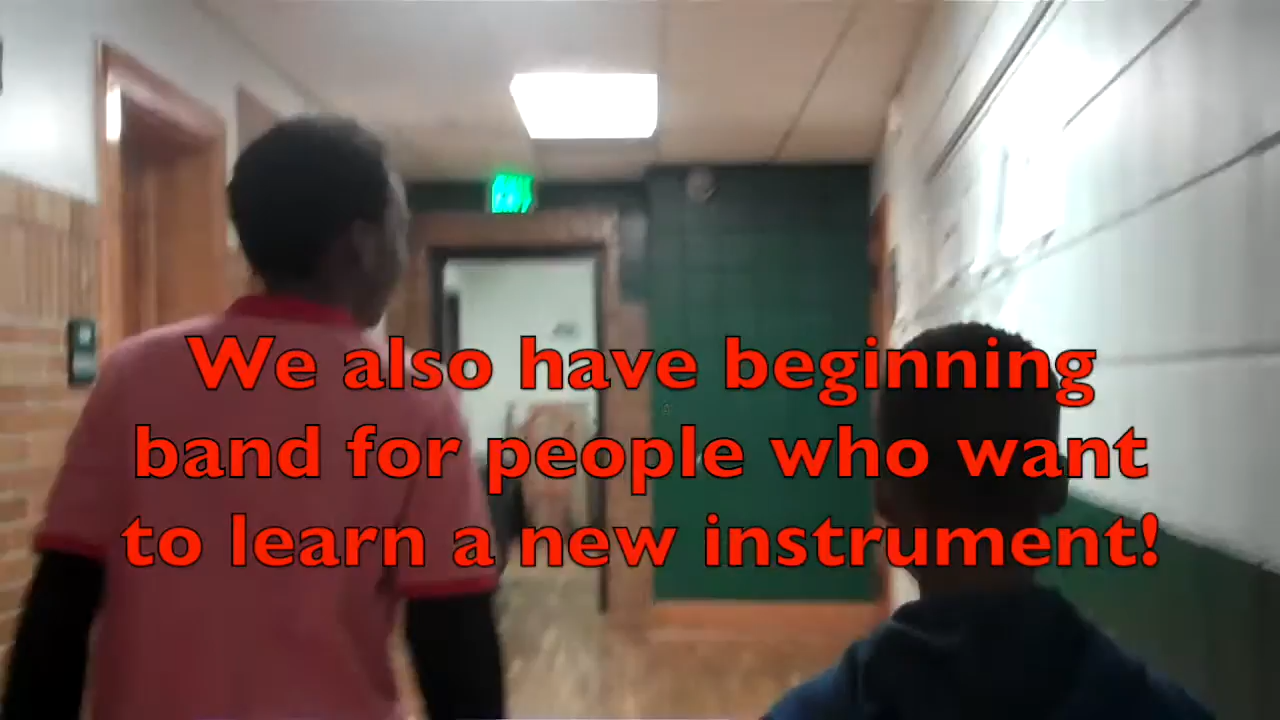 We also have beginning
band for people who want
to learn a new instrument!